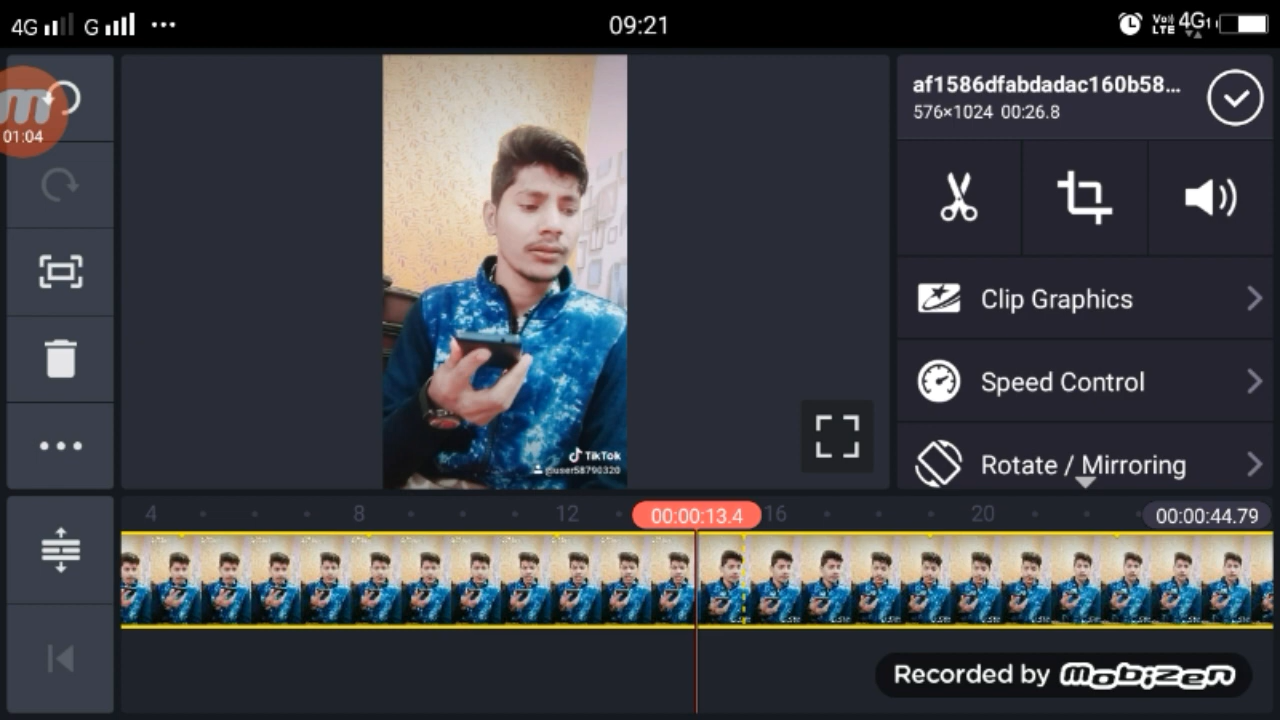 4G G ... 09:21 VoLTE 4G
m
01:04
af1586dfabdadac160b58...
576×1024 00:26.8
Clip Graphics
Speed Control
Rotate / Mirroring
TikTok
@user58790320
4 8 12 00:00:13.4 16 20 00:00:44.79
Recorded by mobizen